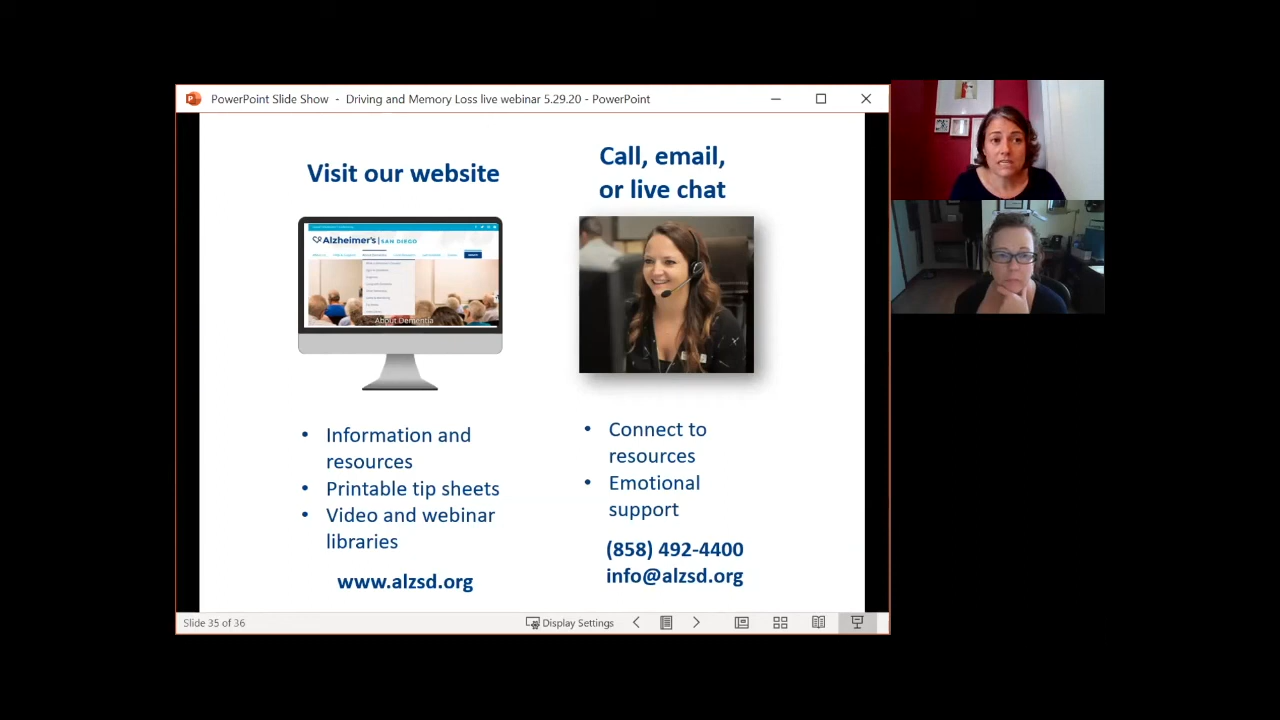 PowerPoint Slide Show - Driving and Memory Loss live webinar 5.29.20 - PowerPoint
Visit our website
Alzheimer's | SAN DIEGO
About Dementia
Information and
resources
Printable tip sheets
Video and webinar
libraries
www.alzsd.org
Call, email,
or live chat
Connect to
resources
Emotional
support
(858) 492-4400
info@alzsd.org
Slide 35 of 36
Display Settings